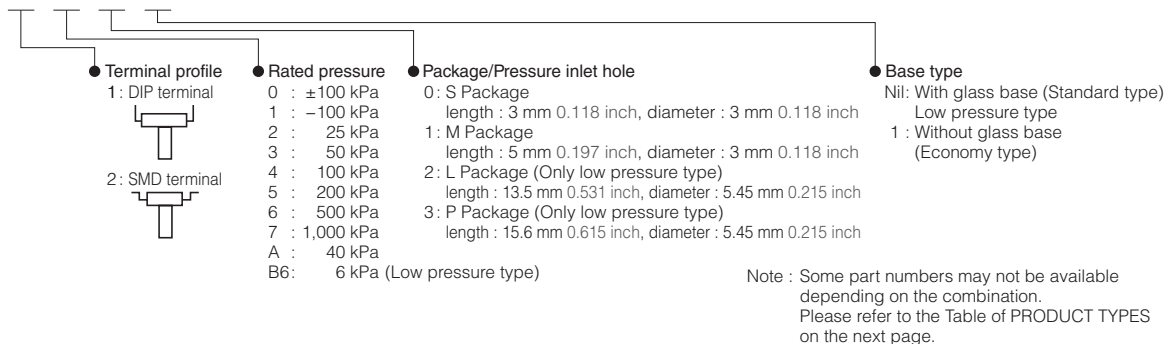 Terminal profile
1 : DIP terminal
2 : SMD terminal
Rated pressure
0 : ±100 kPa
1 : –100 kPa
2 : 25 kPa
3 : 50 kPa
4 : 100 kPa
5 : 200 kPa
6 : 500 kPa
7 : 1,000 kPa
A : 40 kPa
B6: 6 kPa (Low pressure type)
Package/Pressure inlet hole
0: S Package
length : 3 mm 0.118 inch, diameter : 3 mm 0.118 inch
1: M Package
length : 5 mm 0.197 inch, diameter : 3 mm 0.118 inch
2: L Package (Only low pressure type)
length : 13.5 mm 0.531 inch, diameter : 5.45 mm 0.215 inch
3: P Package (Only low pressure type)
length : 15.6 mm 0.615 inch, diameter : 5.45 mm 0.215 inch
Base type
Nil: With glass base (Standard type)
Low pressure type
1 : Without glass base
(Economy type)
Note : Some part numbers may not be available
depending on the combination.
Please refer to the Table of PRODUCT TYPES
on the next page.